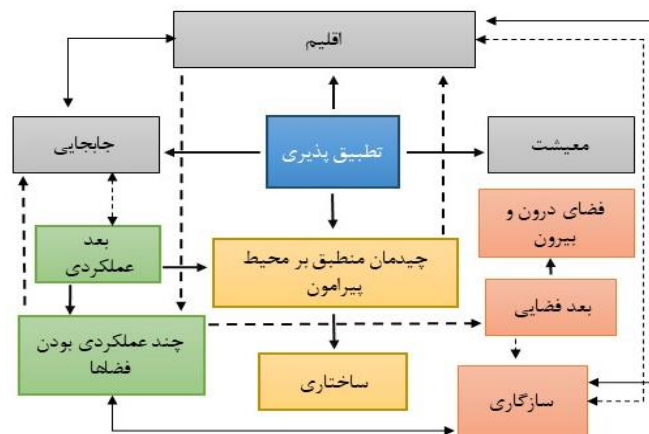 اقلیم
جابجایی
تطبیق پذیری
معیشت
فضای درون و
بیرون
بعد
عملکردی
چیدمان منطبق بر محیط
پیرامون
بعد فضایی
چند عملکردی بودن
فضاها
ساختاری
سازگاری